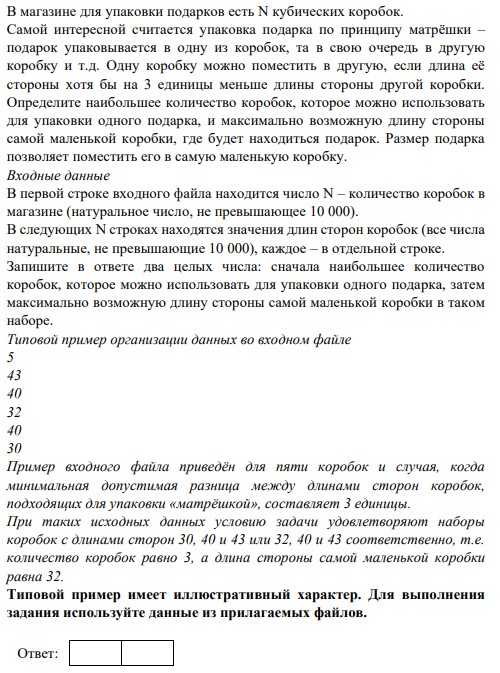 В магазине для упаковки подарков есть N кубических коробок.
Самой интересной считается упаковка подарка по принципу матрёшки –
подарок упаковывается в одну из коробок, та в свою очередь в другую
коробку и т.д. Одну коробку можно поместить в другую, если длина её
стороны хотя бы на 3 единицы меньше длины стороны другой коробки.
Определите наибольшее количество коробок, которое можно использовать
для упаковки одного подарка, и максимально возможную длину стороны
самой маленькой коробки, где будет находиться подарок. Размер подарка
позволяет поместить его в самую маленькую коробку.
Входные данные
В первой строке входного файла находится число N – количество коробок в
магазине (натуральное число, не превышающее 10 000).
В следующих N строках находятся значения длин сторон коробок (все числа
натуральные, не превышающие 10 000), каждое – в отдельной строке.
Запишите в ответе два целых числа: сначала наибольшее количество
коробок, которое можно использовать для упаковки одного подарка, затем
максимально возможную длину стороны самой маленькой коробки в таком
наборе.
Типовой пример организации данных во входном файле
5
43
40
32
40
30
Пример входного файла приведён для пяти коробок и случая, когда
минимальная допустимая разница между длинами сторон коробок,
подходящих для упаковки «матрёшкой», составляет 3 единицы.
При таких исходных данных условию задачи удовлетворяют наборы
коробок с длинами сторон 30, 40 и 43 или 32, 40 и 43 соответственно, т.е.
количество коробок равно 3, а длина стороны самой маленькой коробки
равна 32.
Типовой пример имеет иллюстративный характер. Для выполнения
задания используйте данные из прилагаемых файлов.
Ответ: